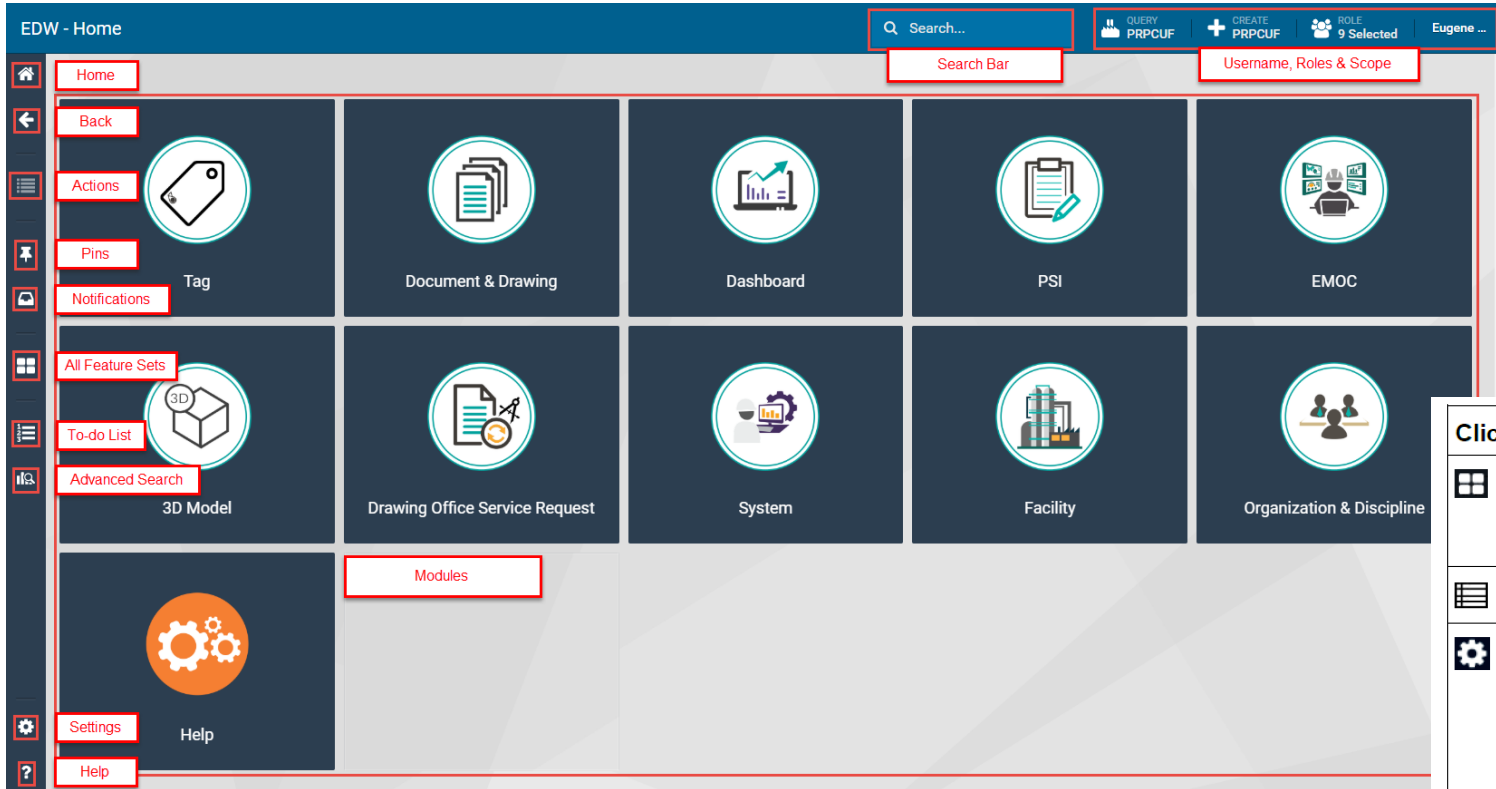 EDW - Home
Search...
QUERY
PRPCUF
CREATE
PRPCUF
ROLE
9 Selected
Eugene ...
Search Bar
Username, Roles & Scope
Home
Back
Actions
Pins
Notifications
All Feature Sets
To-do List
Advanced Search
Settings
Help
Tag
Document & Drawing
Dashboard
PSI
EMOC
3D
3D Model
Drawing Office Service Request
System
Facility
Organization & Discipline
Modules
Help
Clic